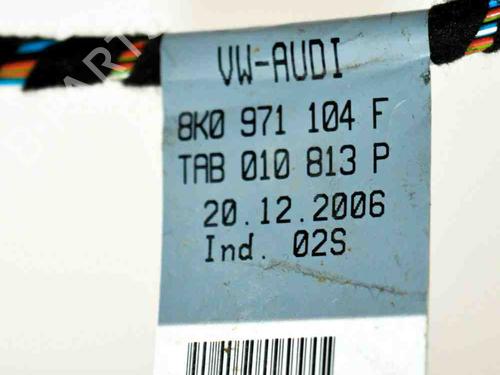 VW-AUDI
8K0 971 104 F
TAB 010 813 P
20.12.2006
Ind. 02S